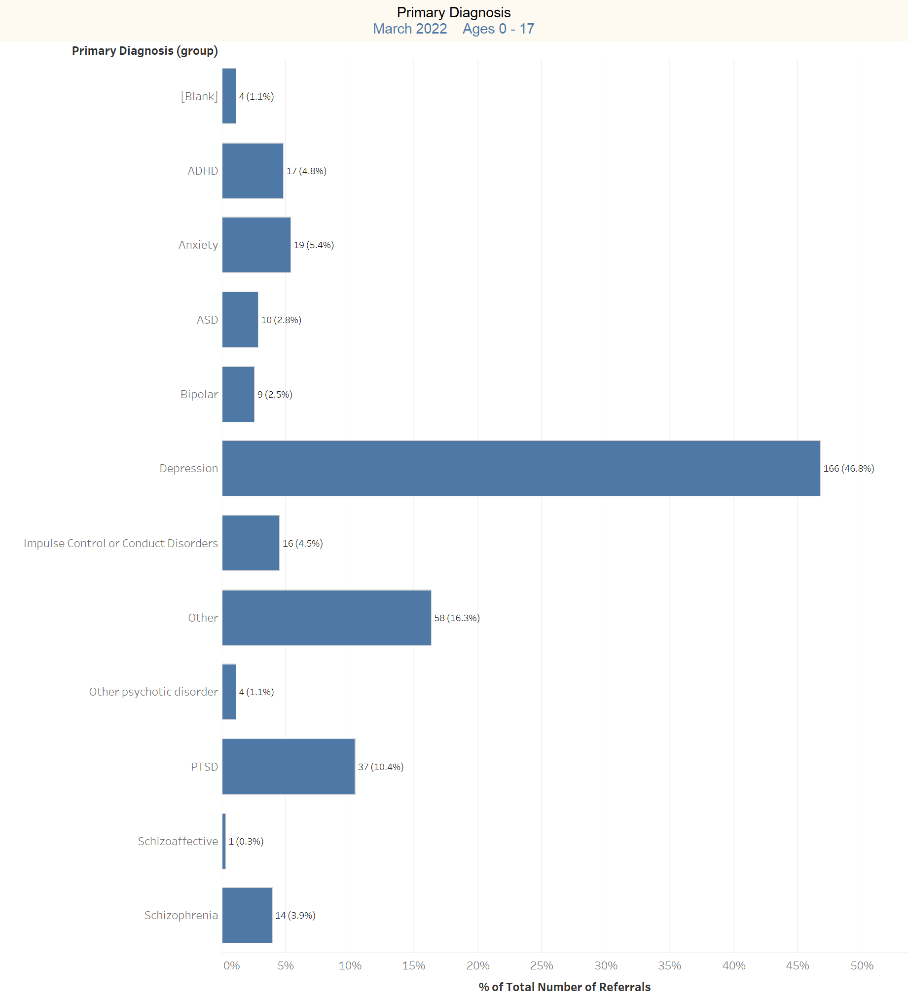 Primary Diagnosis
March 2022 Ages 0 - 17
Primary Diagnosis (group)
[Blank] 4 (1.1%)
ADHD 17 (4.8%)
Anxiety 19 (5.4%)
ASD 10 (2.8%)
Bipolar 9 (2.5%)
Depression 166 (46.8%)
Impulse Control or Conduct Disorders 16 (4.5%)
Other 58 (16.3%)
Other psychotic disorder 4 (1.1%)
PTSD 37 (10.4%)
Schizoaffective 1 (0.3%)
Schizophrenia 14 (3.9%)
0% 5% 10% 15% 20% 25% 30% 35% 40% 45% 50%
% of Total Number of Referrals